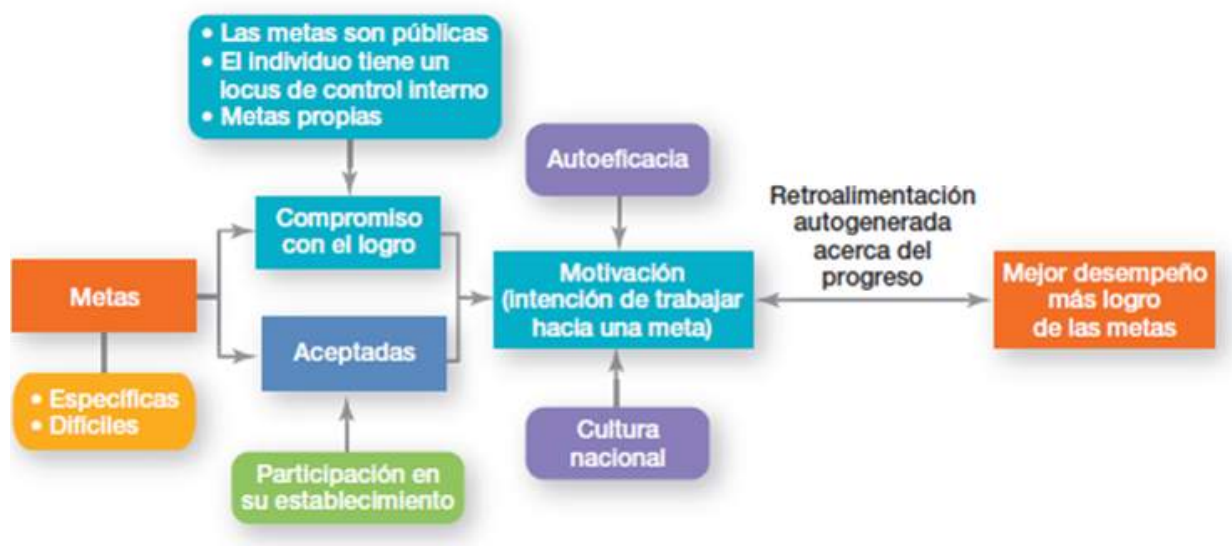 • Las metas son públicas
• El individuo tiene un
locus de control interno
• Metas propias
Autoeficacia
Compromiso
con el logro
Retroalimentación
autogenerada
acerca del
progreso
Metas
Motivación
(intención de trabajar
hacia una meta)
Mejor desempeño
más logro
de las metas
Aceptadas
• Específicas
• Difíciles
Cultura
nacional
Participación en
su establecimiento